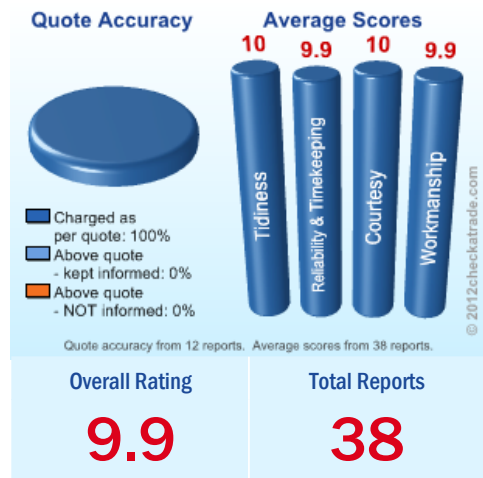 Quote Accuracy
Average Scores
10
9.9
10
9.9
Tidiness
Reliability & Timekeeping
Courtesy
Workmanship
Charged as
per quote: 100%
Above quote
- kept informed: 0%
Above quote
- NOT informed: 0%
© 2012checkatrade.com
Quote accuracy from 12 reports. Average scores from 38 reports.
Overall Rating
9.9
Total Reports
38